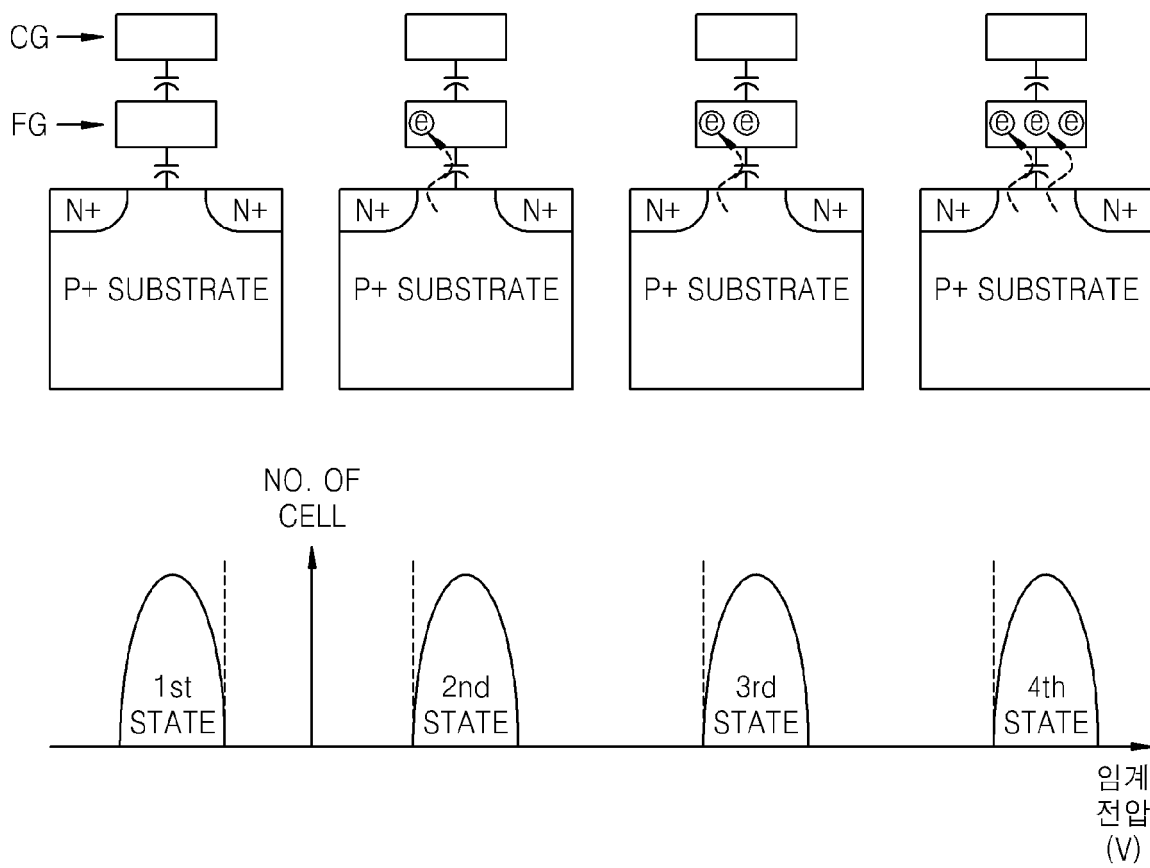 CG
FG
e
e e
e e e
N+ N+ N+ N+ N+ N+ N+ N+
P+ SUBSTRATE P+ SUBSTRATE P+ SUBSTRATE P+ SUBSTRATE
NO. OF
CELL
1st
STATE
2nd
STATE
3rd
STATE
4th
STATE
임계
전압
(V)